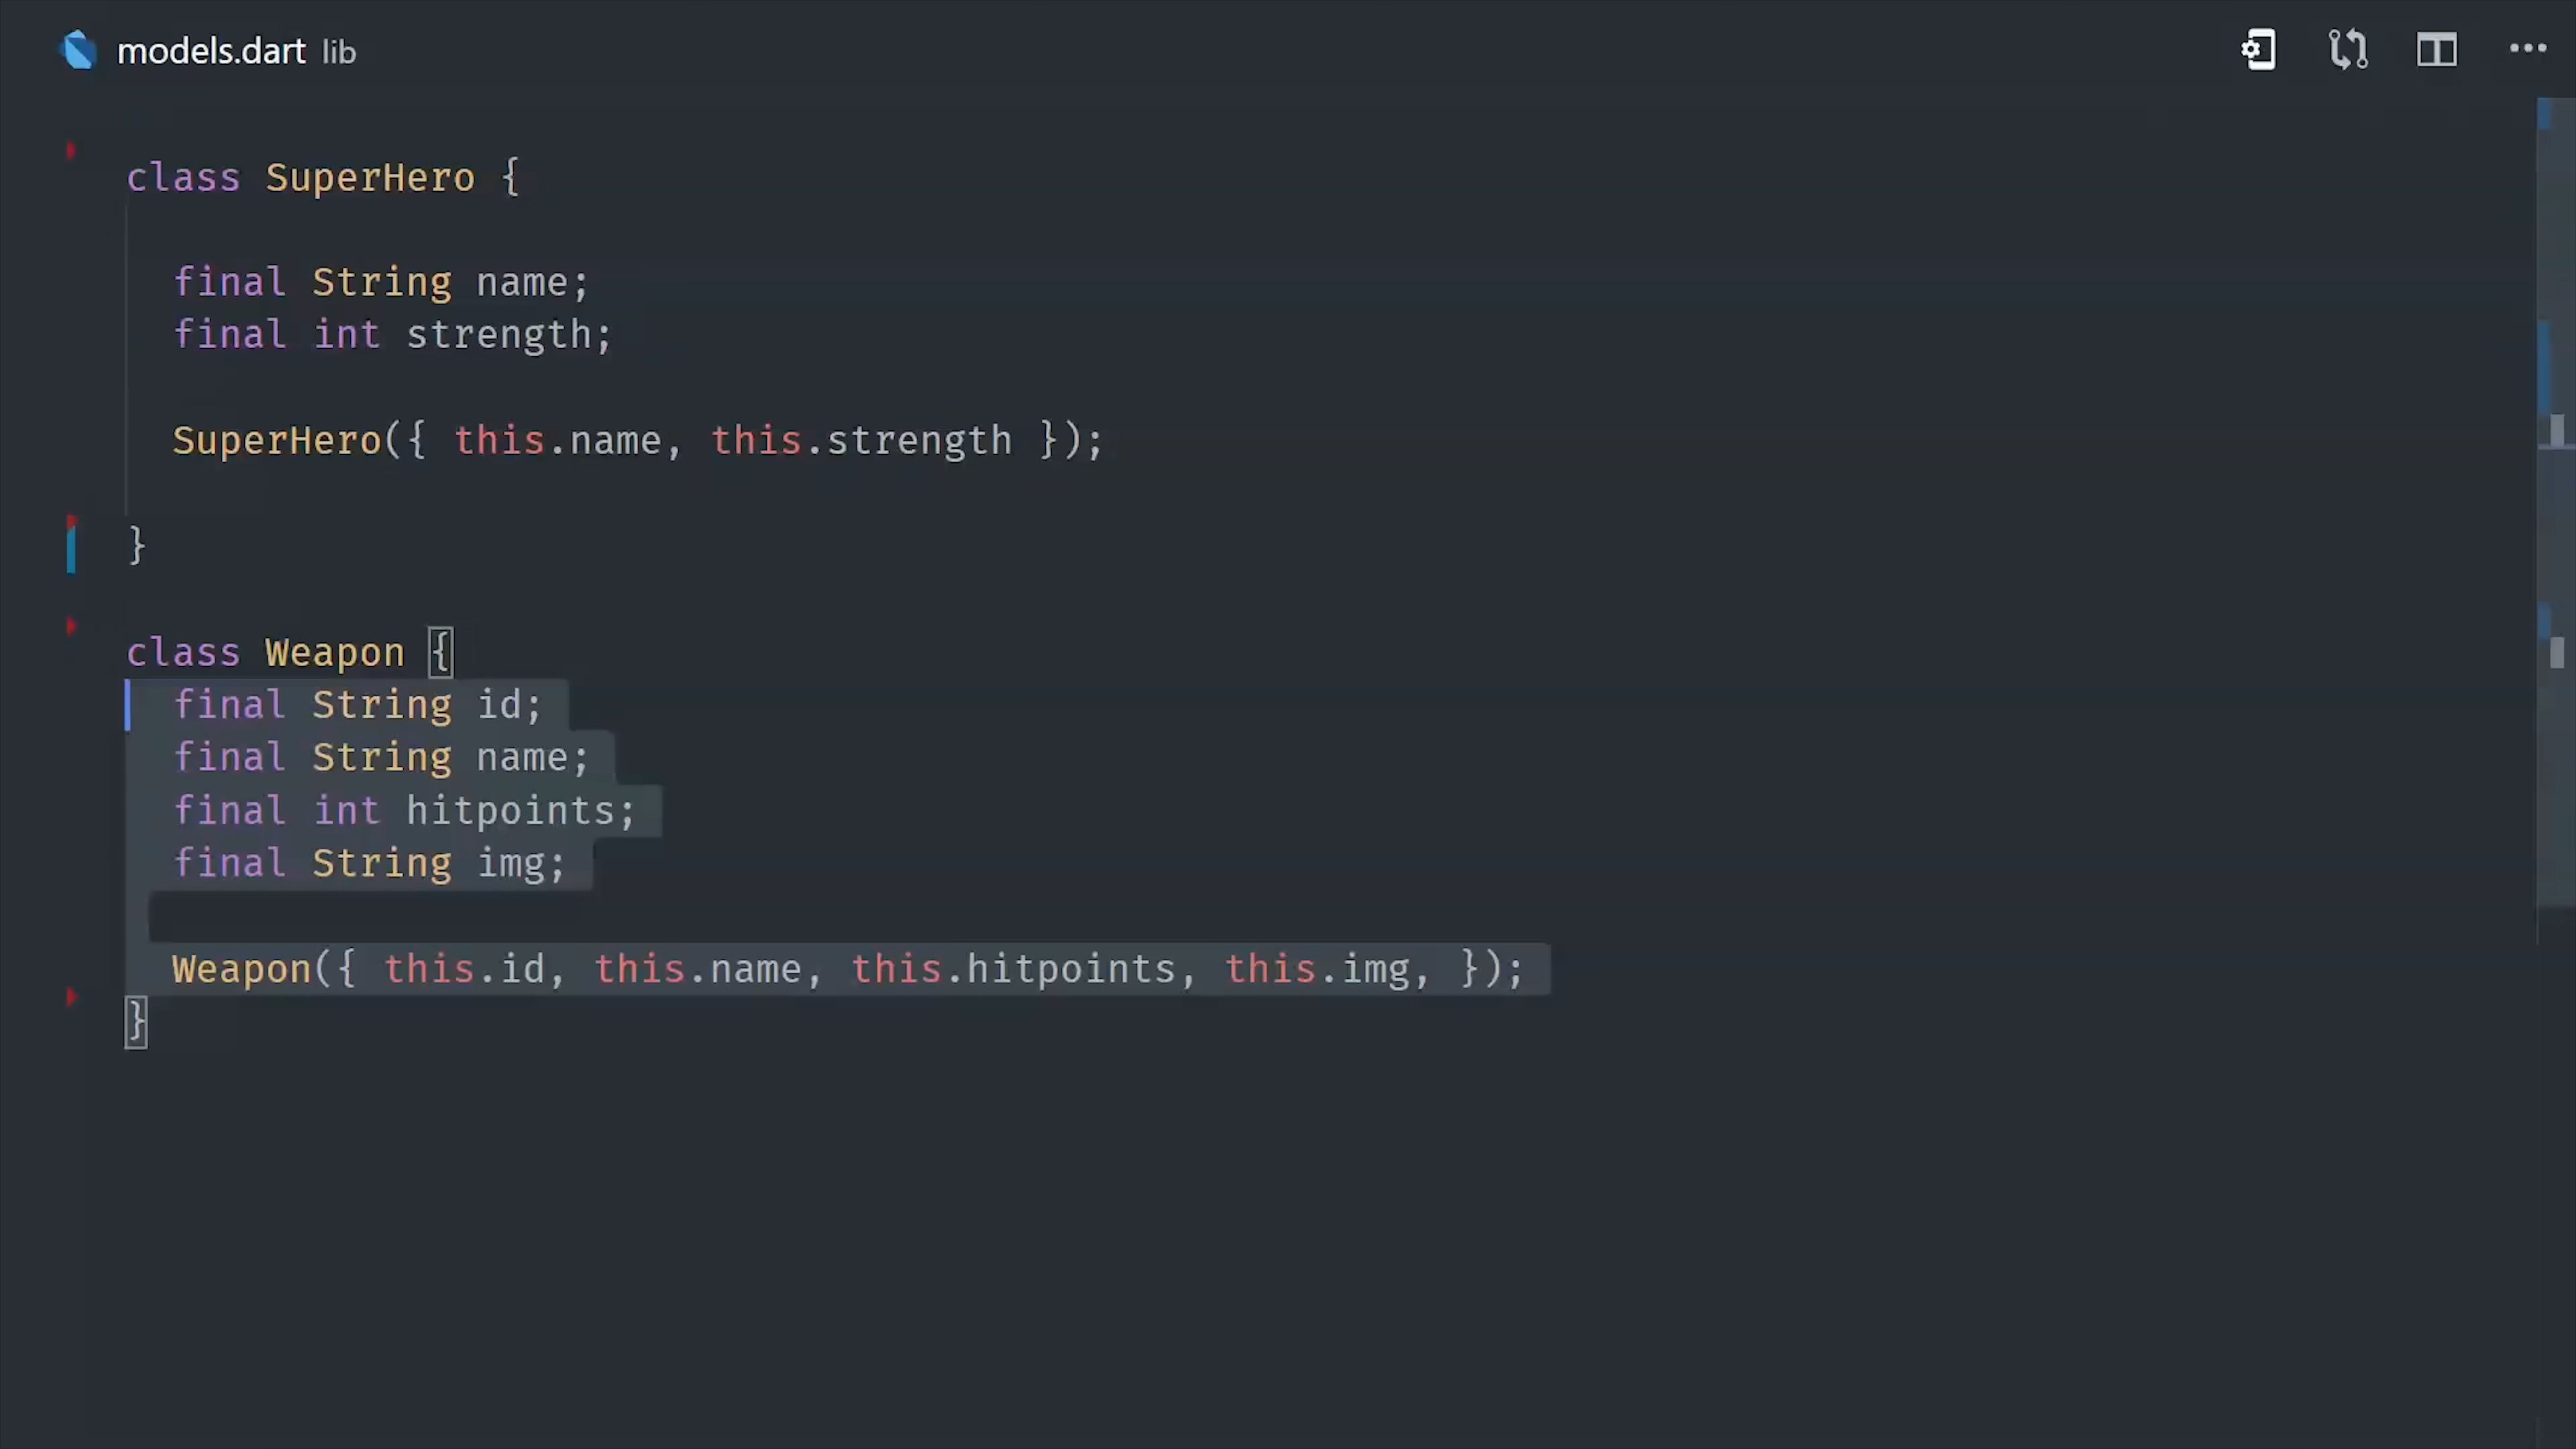 models.dart lib
class SuperHero {
final String name;
final int strength;
SuperHero({ this.name, this.strength });
}
class Weapon {
final String id;
final String name;
final int hitpoints;
final String img;
Weapon({ this.id, this.name, this.hitpoints, this.img, });
}